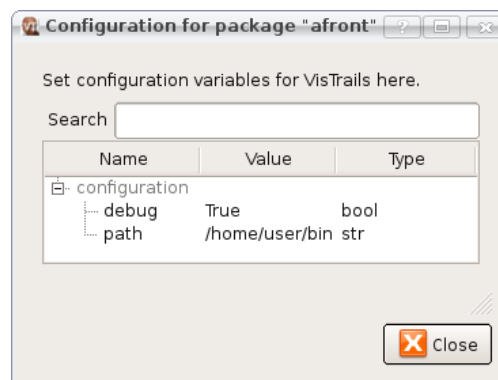 Configuration for package "afront"
Set configuration variables for VisTrails here.
Search
Name Value Type
configuration
debug True bool
path /home/user/bin str
Close